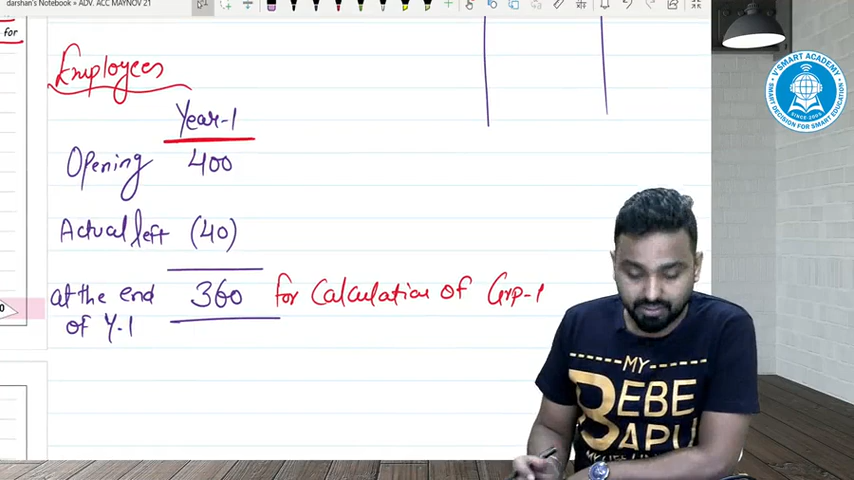 darshan's Notebook » ADV. ACC MAYNOV 21
for
Employees
Year-1
Opening 400
Actual left (40)
at the end 360 for Calculation of Grp-1
of Y-1
V'SMART ACADEMY
SMART DECISION FOR SMART EDUCATION
SINCE-2003
MY
BEBE
BAPU